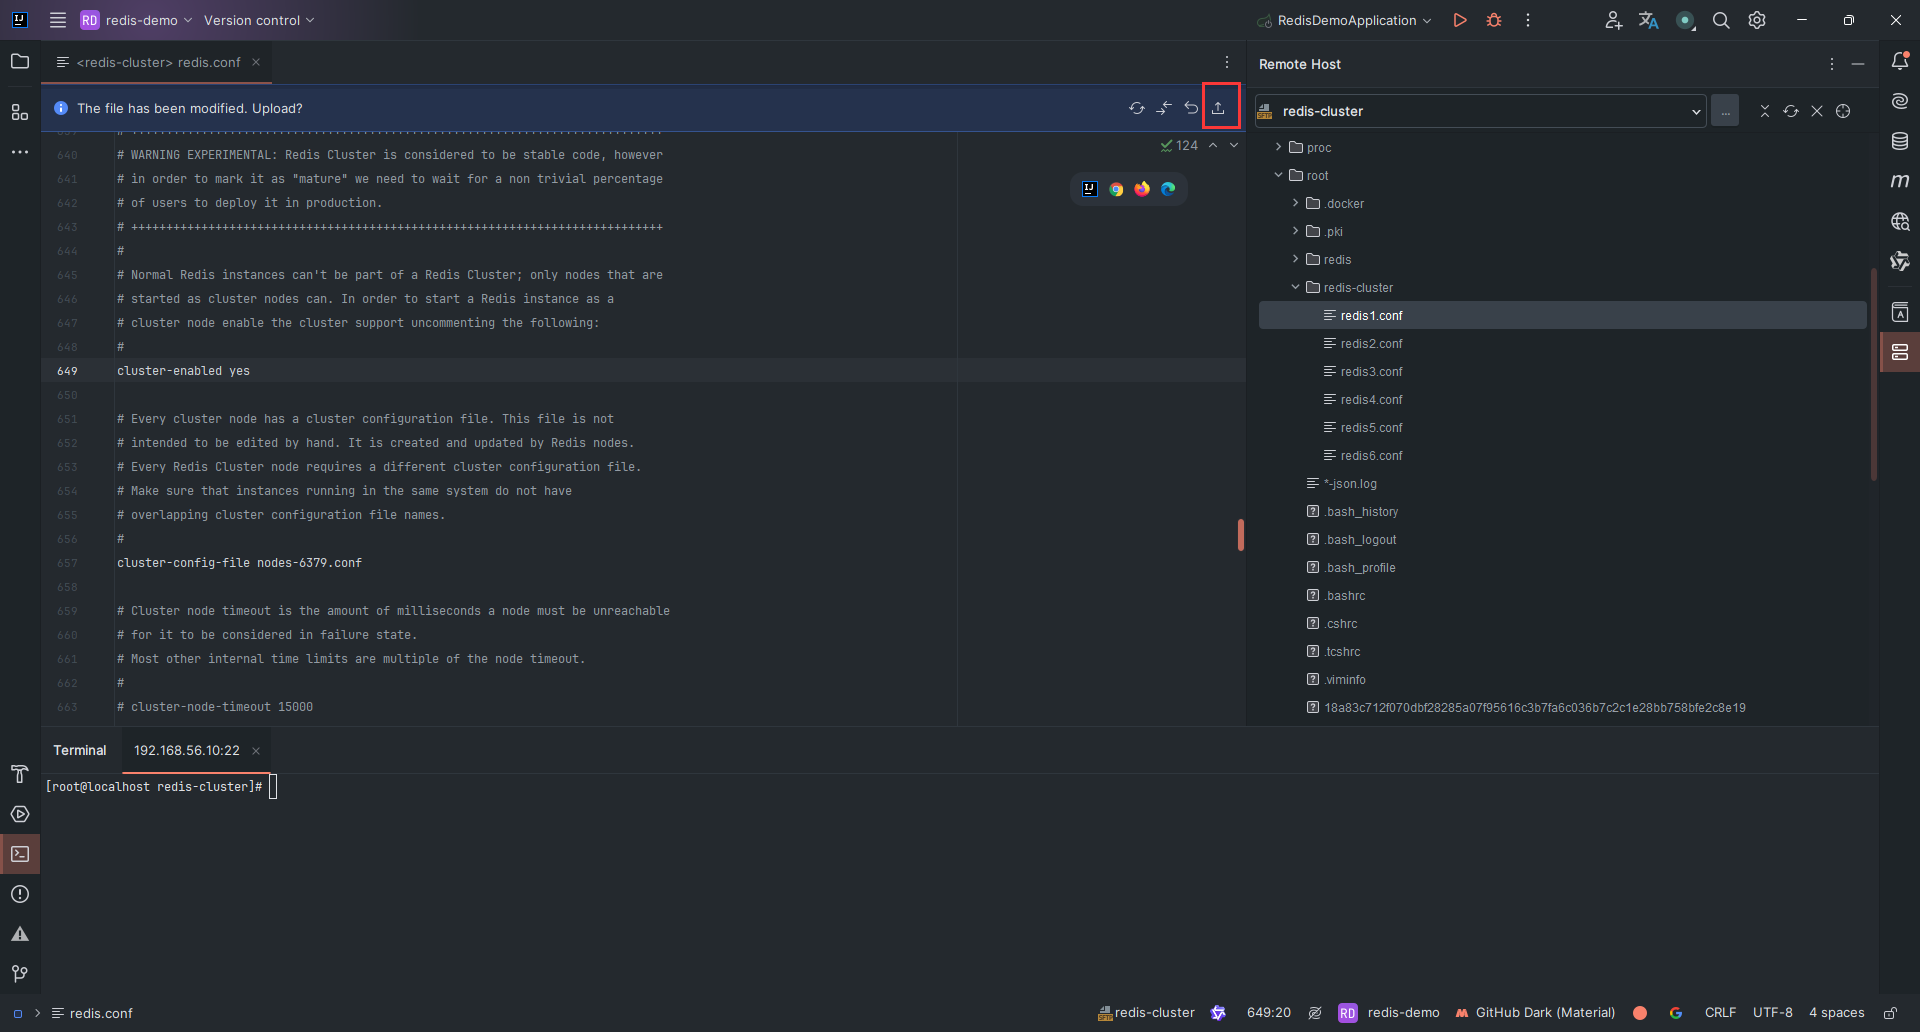 RD redis-demo Version control RedisDemoApplication
<redis-cluster> redis.conf
The file has been modified. Upload?
124
640 # WARNING EXPERIMENTAL: Redis Cluster is considered to be stable code, however
641 # in order to mark it as "mature" we need to wait for a non trivial percentage
642 # of users to deploy it in production.
643 # ++++++++++++++++++++++++++++++++++++++++++++++++++++++++++++++++++++++++++++
644 #
645 # Normal Redis instances can't be part of a Redis Cluster; only nodes that are
646 # started as cluster nodes can. In order to start a Redis instance as a
647 # cluster node enable the cluster support uncommenting the following:
648 #
649 cluster-enabled yes
650
651 # Every cluster node has a cluster configuration file. This file is not
652 # intended to be edited by hand. It is created and updated by Redis nodes.
653 # Every Redis Cluster node requires a different cluster configuration file.
654 # Make sure that instances running in the same system do not have
655 # overlapping cluster configuration file names.
656 #
657 cluster-config-file nodes-6379.conf
658
659 # Cluster node timeout is the amount of milliseconds a node must be unreachable
660 # for it to be considered in failure state.
661 # Most other internal time limits are multiple of the node timeout.
662 #
663 # cluster-node-timeout 15000
Remote Host
redis-cluster
...
proc
root
.docker
.pki
redis
redis-cluster
redis1.conf
redis2.conf
redis3.conf
redis4.conf
redis5.conf
redis6.conf
*-json.log
.bash_history
.bash_logout
.bash_profile
.bashrc
.cshrc
.tcshrc
.viminfo
18a83c712f070dbf28285a07f95616c3b7fa6c036b7c2c1e28bb758bfe2c8e19
Terminal 192.168.56.10:22
[root@localhost redis-cluster]#
redis.conf redis-cluster 649:20 RD redis-demo GitHub Dark (Material) CRLF UTF-8 4 spaces